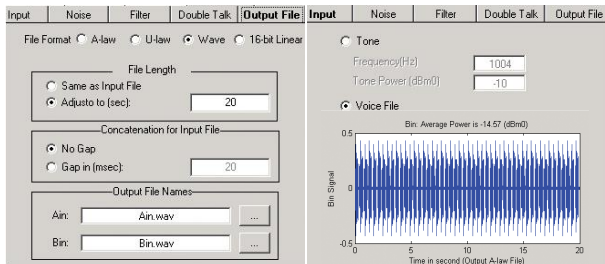 Input Noise Filter Double Talk Output File
File Format A-law U-law Wave 16-bit Linear
File Length
Same as Input File
Adjusto to (sec): 20
Concatenation for Input File
No Gap
Gap in (msec): 20
Output File Names
Ain: Ain.wav ...
Bin: Bin.wav ...
Input Noise Filter Double Talk Output File
Tone
Frequency(Hz) 1004
Tone Power (dBm0) -10
Voice File
Bin: Average Power is -14.57 (dBm0)
0.5
Bin Signal
0
-0.5
0 5 10 15 20
Time in second (Output A-law File)